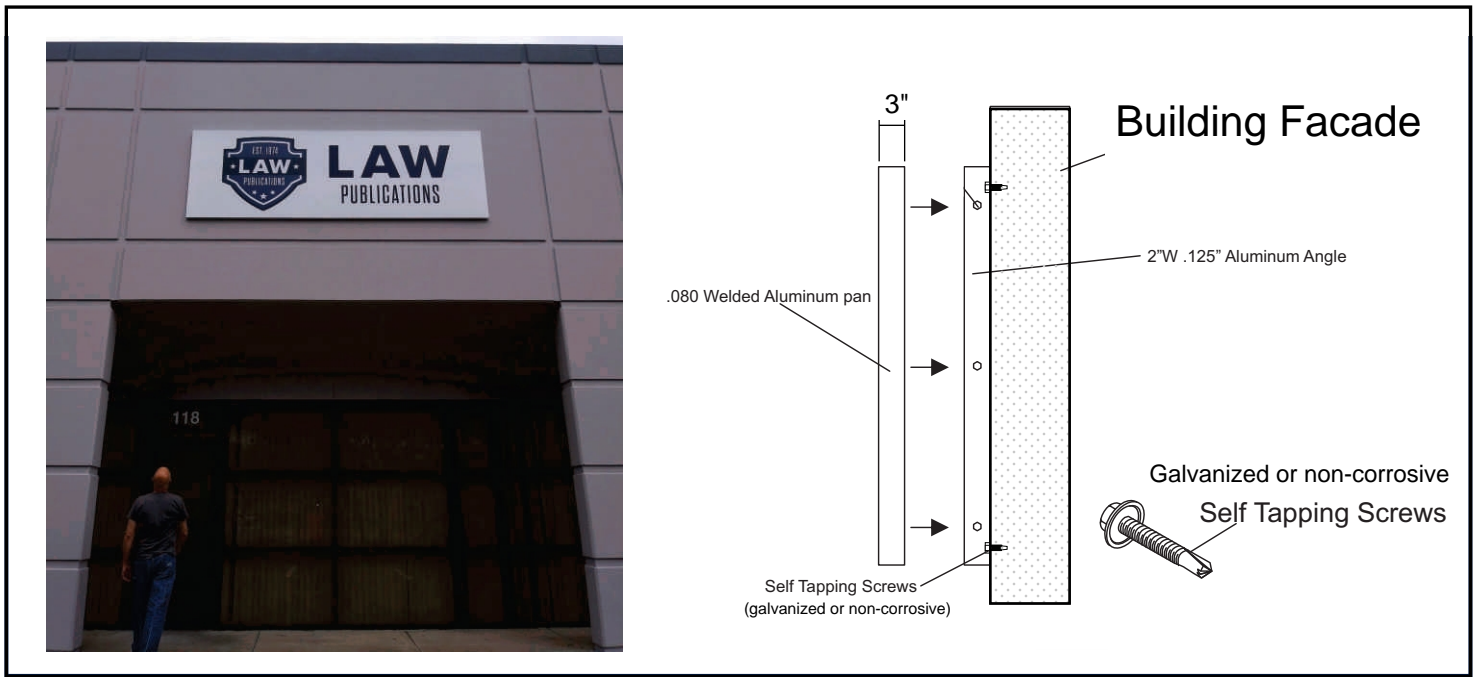 EST. 1974
LAW
PUBLICATIONS
LAW
PUBLICATIONS
118
3"
Building Facade
2”W .125” Aluminum Angle
.080 Welded Aluminum pan
Galvanized or non-corrosive
Self Tapping Screws
Self Tapping Screws
(galvanized or non-corrosive)